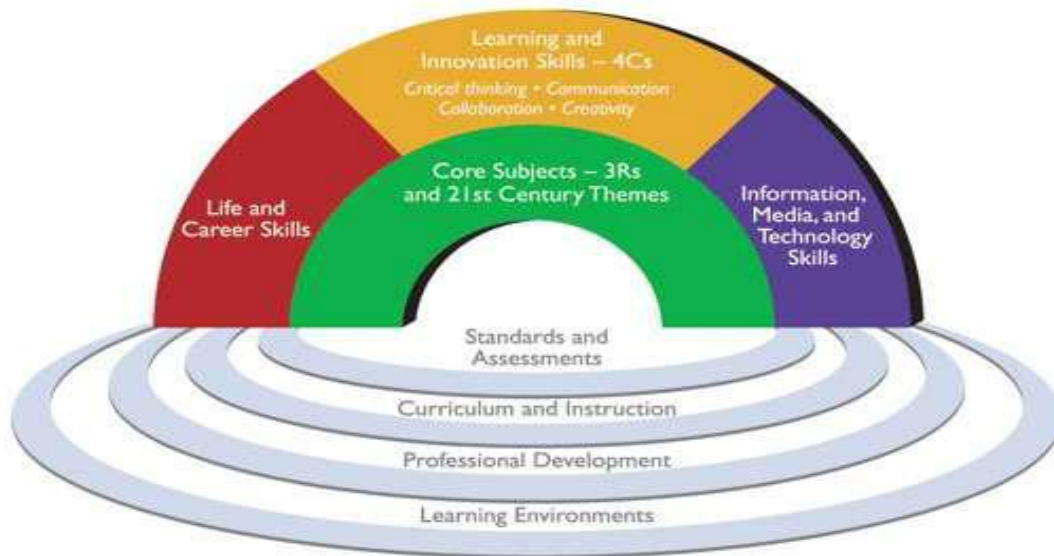 Learning and
Innovation Skills – 4Cs
Critical thinking • Communication
Collaboration • Creativity
Core Subjects – 3Rs
and 21st Century Themes
Life and
Career Skills
Information,
Media, and
Technology
Skills
Standards and
Assessments
Curriculum and Instruction
Professional Development
Learning Environments